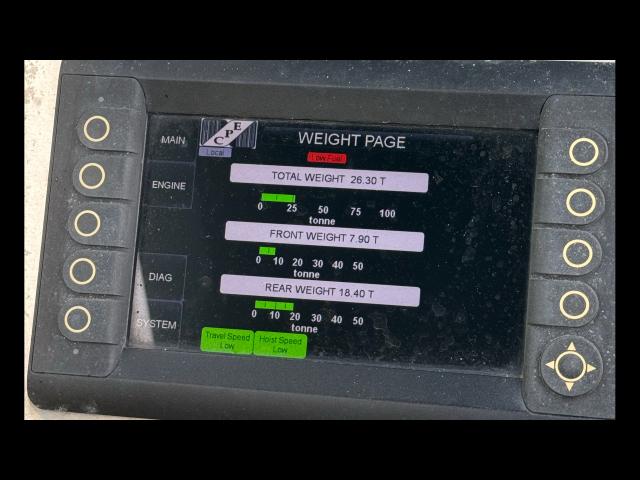 MAIN
CPE
Local
WEIGHT PAGE
Low Fuel
ENGINE
TOTAL WEIGHT 26.30 T
0 25 50 75 100
tonne
FRONT WEIGHT 7.90 T
0 10 20 30 40 50
tonne
DIAG
REAR WEIGHT 18.40 T
0 10 20 30 40 50
tonne
SYSTEM
Travel Speed
Low
Hoist Speed
Low